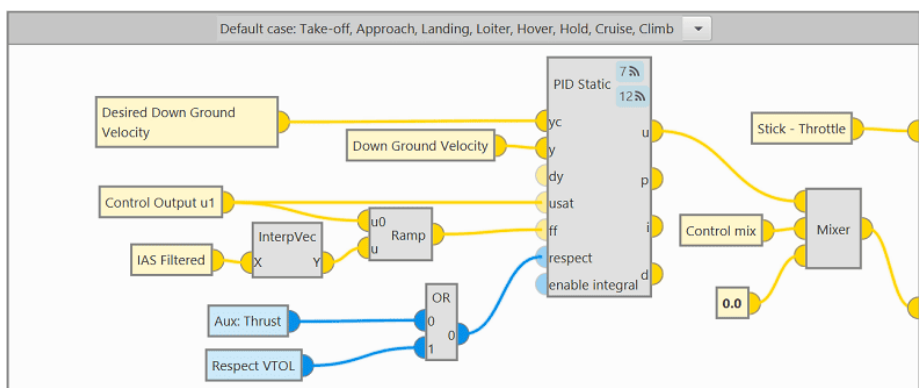 Default case: Take-off, Approach, Landing, Loiter, Hover, Hold, Cruise, Climb
PID Static
7
12
Desired Down Ground
Velocity
yc
Down Ground Velocity
y
dy
usat
ff
respect
enable integral
u
p
i
d
Stick - Throttle
Control Output u1
u0
u
Ramp
InterpVec
X
Y
IAS Filtered
Control mix
Mixer
0.0
OR
0
1
0
Aux: Thrust
Respect VTOL